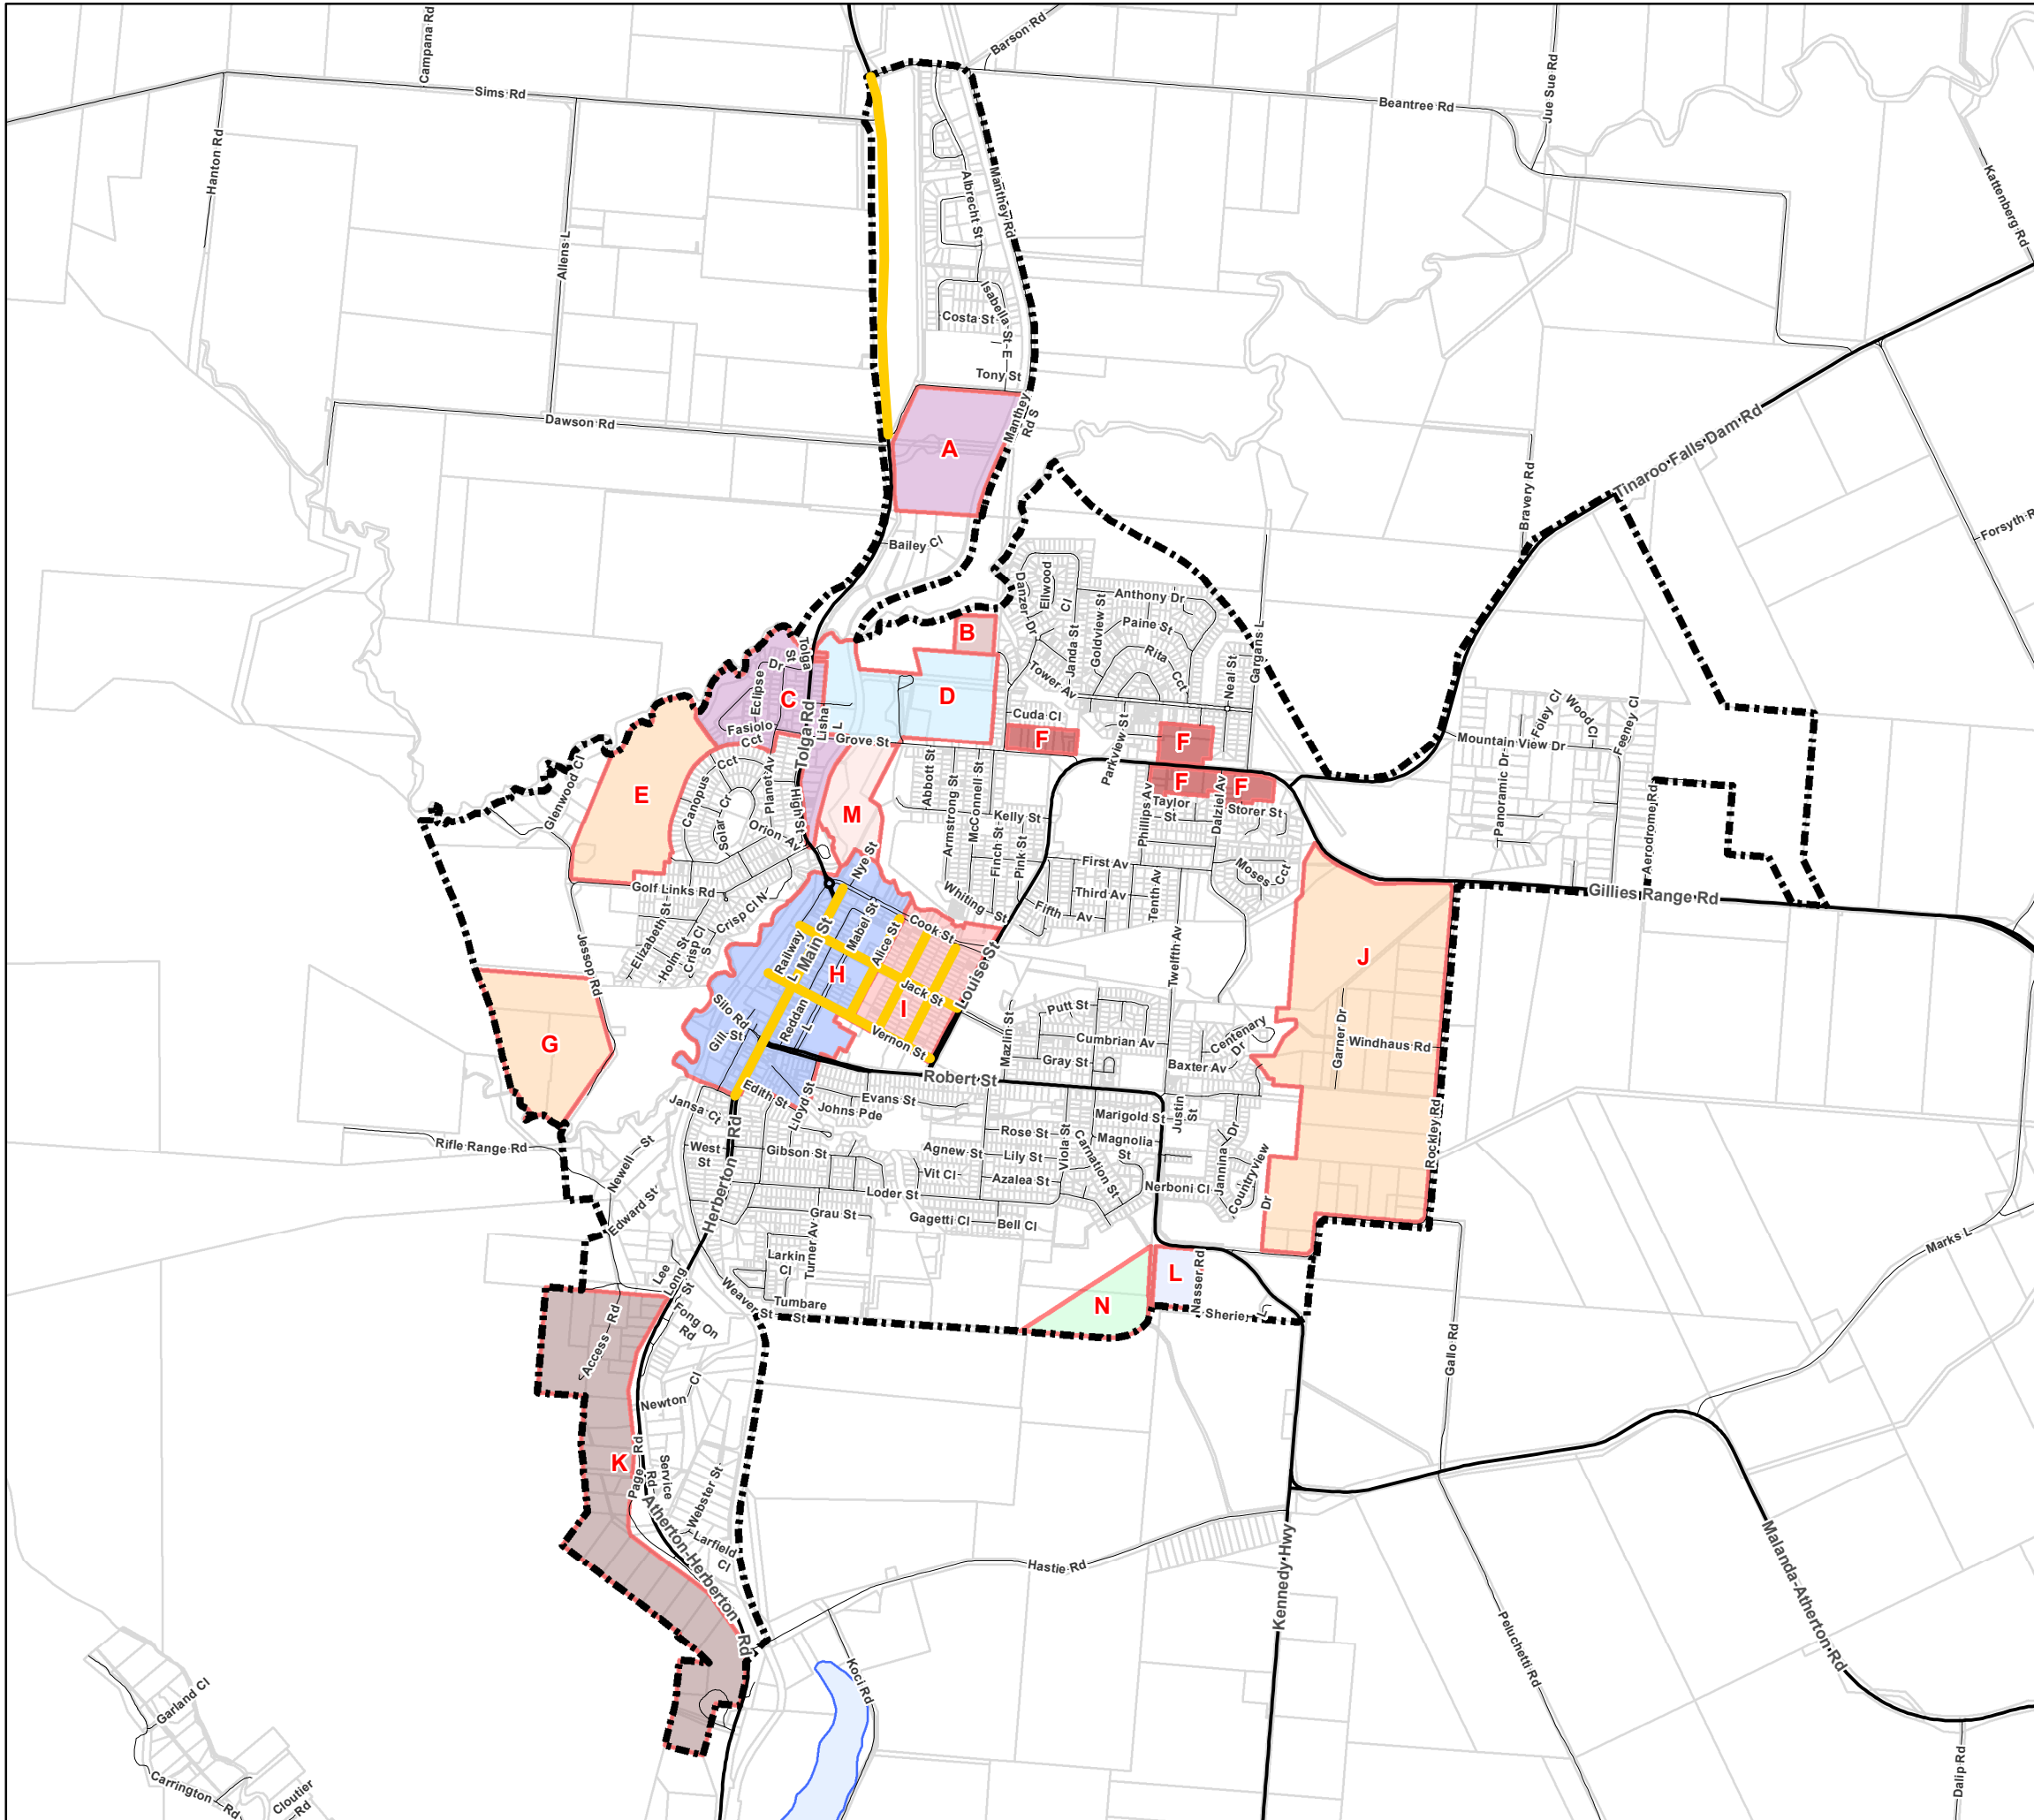 Campana Rd
Barson Rd
Sims Rd
Beantree Rd
Jue Sue Rd
Hanton Rd
Kattenberg Rd
Albrecht St
Manthey Rd
Allens L
Isabella St E
Costa St
Tony St
Manthey
Rd S
Dawson Rd
A
Tinaroo Falls Dam Rd
Bravery Rd
Forsyth R
Bailey Cl
Danzer Dr
Ellwood
Cl
Janda St
Goldview St
Anthony Dr
Paine St
Rita
Cct
Gargans L
Neal St
B
Tolga
St
Dr
Eclipse
C
D
Tower Av
Fasiolo
Cct
Tolga Rd
Lisha
L
Grove St
Cuda Cl
F
Parkview St
F
F
F
Foley Cl
Wood Cl
Feeney Cl
Mountain View Dr
Panoramic Dr
Aerodrome Rd
Glenwood Cl
E
Canopus
Cct
Solar Cr
Planet Av
High St
Orion Av
M
Abbott St
Armstrong St
McConnell St
Kelly St
Finch St
Pink St
Phillips Av
Taylor
St
Dalziel Av
Storer St
First Av
Third Av
Fifth Av
Tenth Av
Moses
Cct
Whiting St
Nye St
Golf Links Rd
Elizabeth St
Holm St
Crisp Cl
S
Crisp Cl N
Gillies Range Rd
Jessop Rd
Railway
L
Main St
Mabel St
Alice St
Cook St
Louise St
H
Jack St
I
Vernon St
Silo Rd
Gill St
Reddan
L
Twelfth Av
J
G
Mazlin St
Putt St
Cumbrian Av
Gray St
Centenary
Dr
Baxter Av
Garner Dr
Windhaus Rd
Rockley Rd
Robert St
Edith St
Jansa Ct
Lloyd St
Evans St
Johns Pde
Marigold St
Justin
St
Magnolia
St
Rifle Range Rd
Newell St
West
St
Herberton Rd
Gibson St
Rose St
Agnew St
Lily St
Vit Cl
Azalea St
Viola St
Carnation St
Jannina Dr
Countryview
Dr
Nerboni Cl
Edward St
Loder St
Grau St
Gagetti Cl
Bell Cl
Turner Av
Larkin
Cl
Lee
Long
St
Weaver
St
Tumbare
St
N
L
Nasser Rd
Sherie L
Marks L
Access Rd
Fong On
Rd
Gallo Rd
Newton Cl
K
Page Rd
Service
Rd
Webster St
Larfield
Cl
Atherton-Herberton Rd
Hastie Rd
Kennedy Hwy
Malanda-Atherton Rd
Peluchetti Rd
Koci Rd
Garland Cl
Carrington Rd
Cloutier
Rd
Dalip Rd